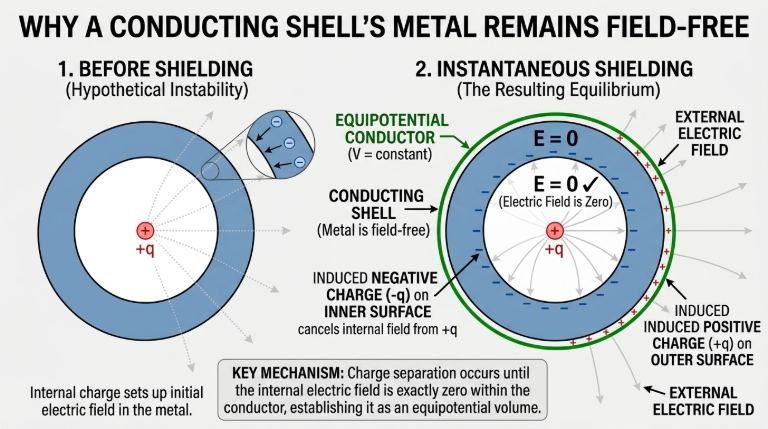 WHY A CONDUCTING SHELL'S METAL REMAINS FIELD-FREE
1. BEFORE SHIELDING
(Hypothetical Instability)
+
+q
Internal charge sets up initial
electric field in the metal.
2. INSTANTANEOUS SHIELDING
(The Resulting Equilibrium)
EQUIPOTENTIAL
CONDUCTOR
(V = constant)
CONDUCTING
SHELL
(Metal is field-free)
INDUCED NEGATIVE
CHARGE (-q) on
INNER SURFACE
cancels internal field from +q
E = 0
E = 0 ✓
(Electric Field is Zero)
+
+q
EXTERNAL
ELECTRIC
FIELD
INDUCED
INDUCED POSITIVE
CHARGE (+q) on
OUTER SURFACE
EXTERNAL
ELECTRIC FIELD
KEY MECHANISM: Charge separation occurs until
the internal electric field is exactly zero within the
conductor, establishing it as an equipotential volume.